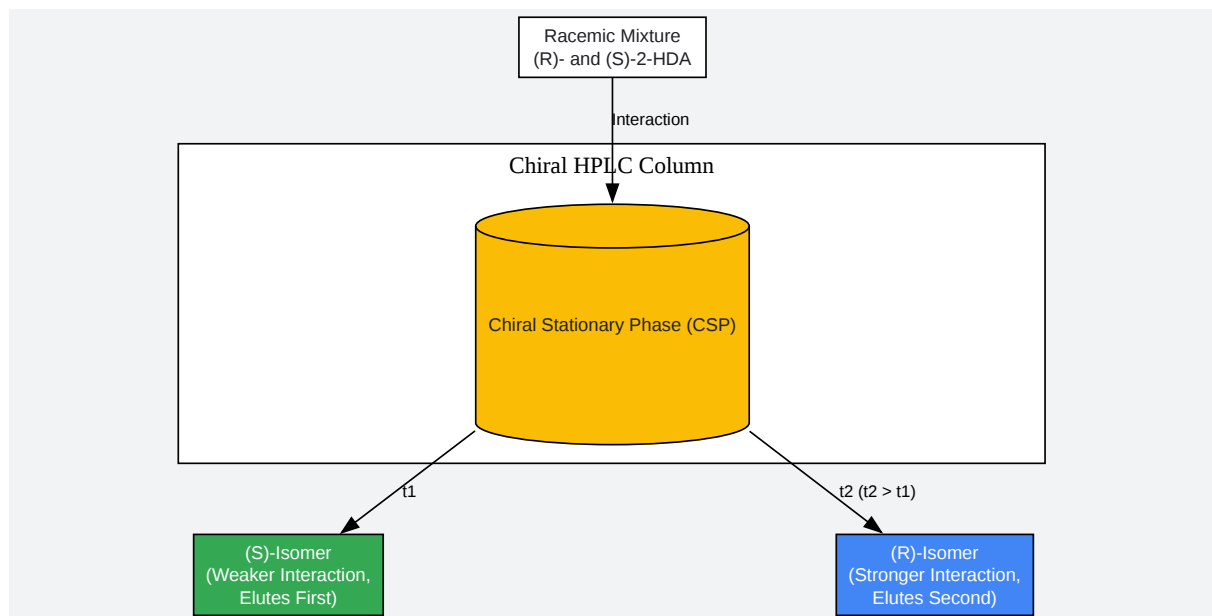 Racemic Mixture
(R)- and (S)-2-HDA
Interaction
Chiral HPLC Column
Chiral Stationary Phase (CSP)
t1
t2 (t2 > t1)
(S)-Isomer
(Weaker Interaction,
Elutes First)
(R)-Isomer
(Stronger Interaction,
Elutes Second)